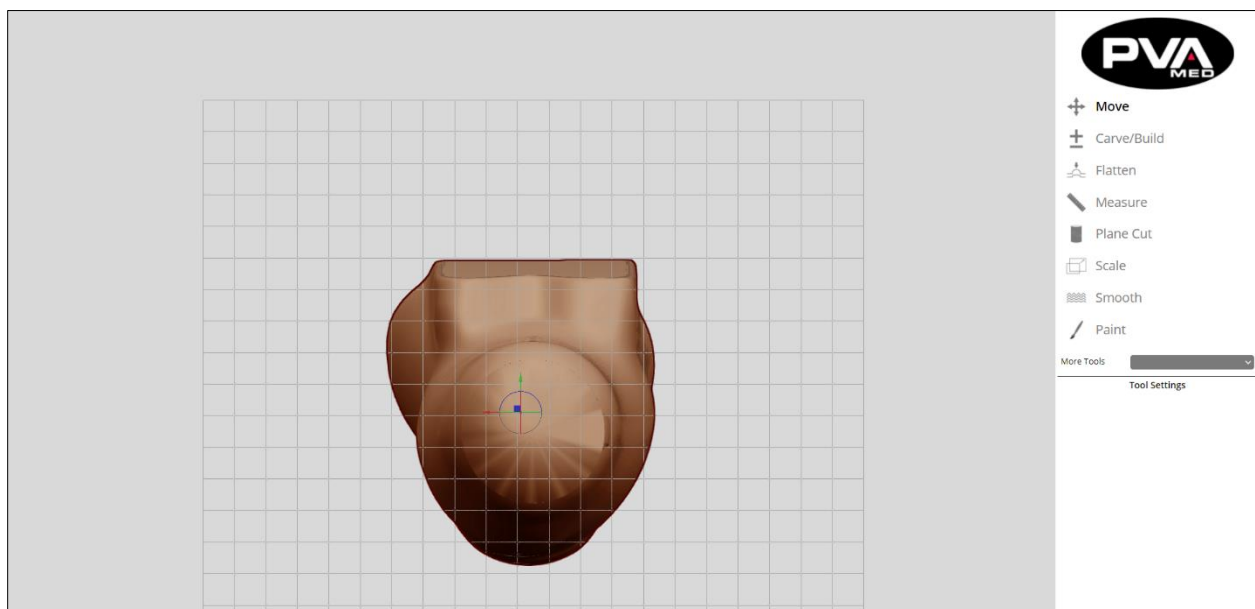 PVA
MED
Move
Carve/Build
Flatten
Measure
Plane Cut
Scale
Smooth
Paint
More Tools
Tool Settings